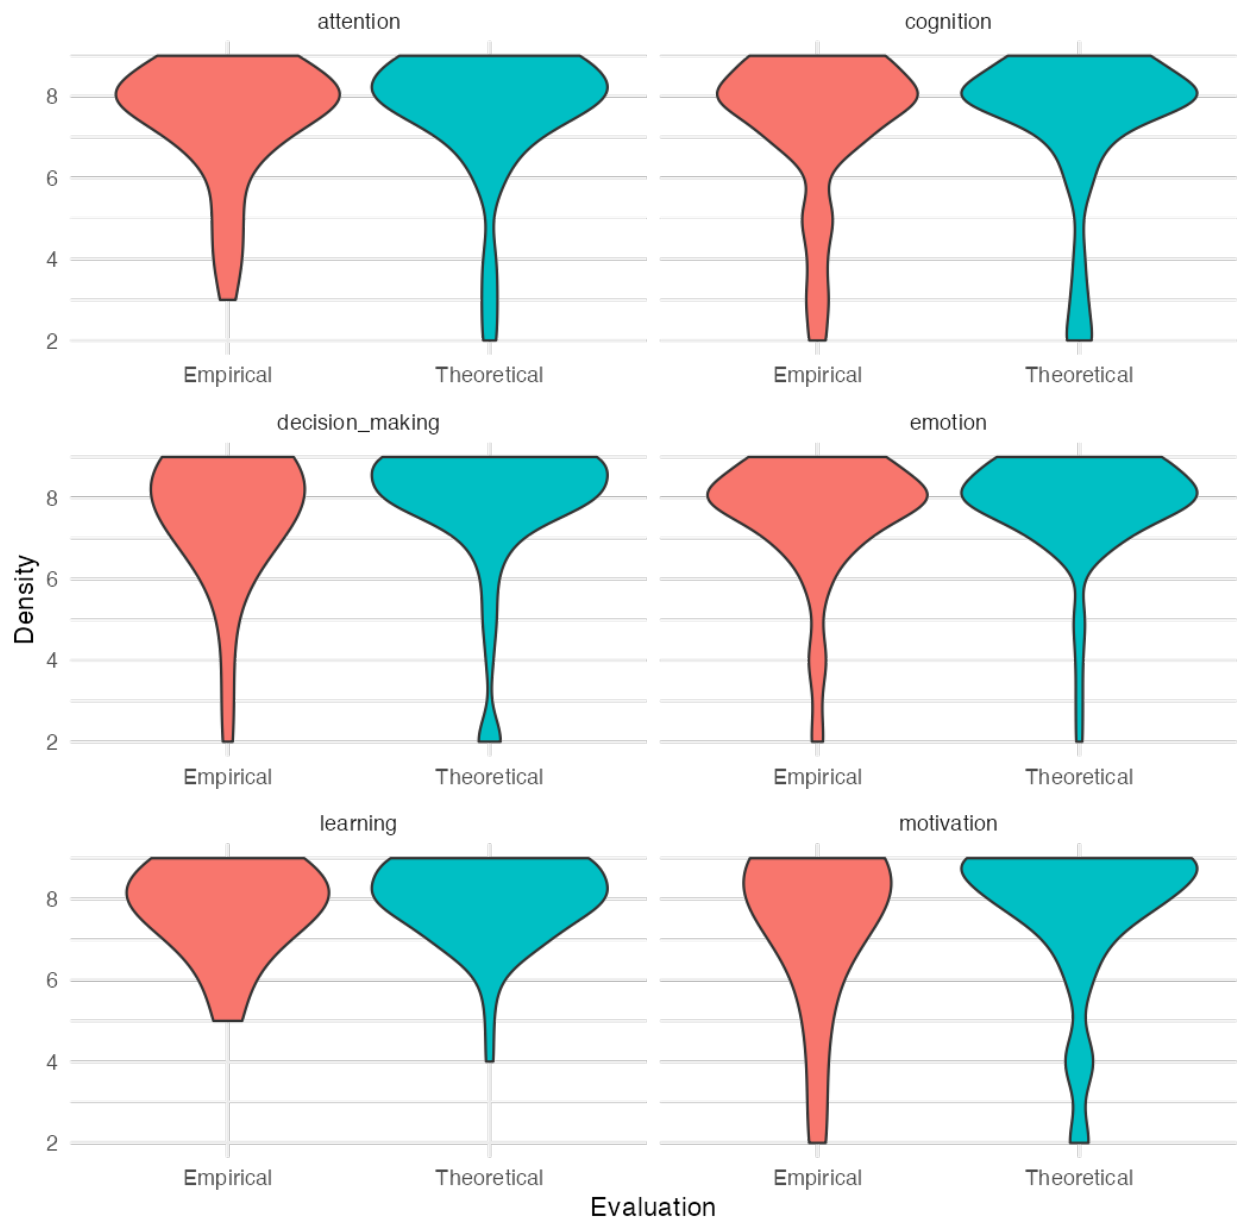 attention
cognition
8
6
4
2
Empirical
Theoretical
Empirical
Theoretical
decision_making
emotion
8
6
4
2
Empirical
Theoretical
Empirical
Theoretical
learning
motivation
8
6
4
2
Empirical
Theoretical
Empirical
Theoretical
Density
Evaluation